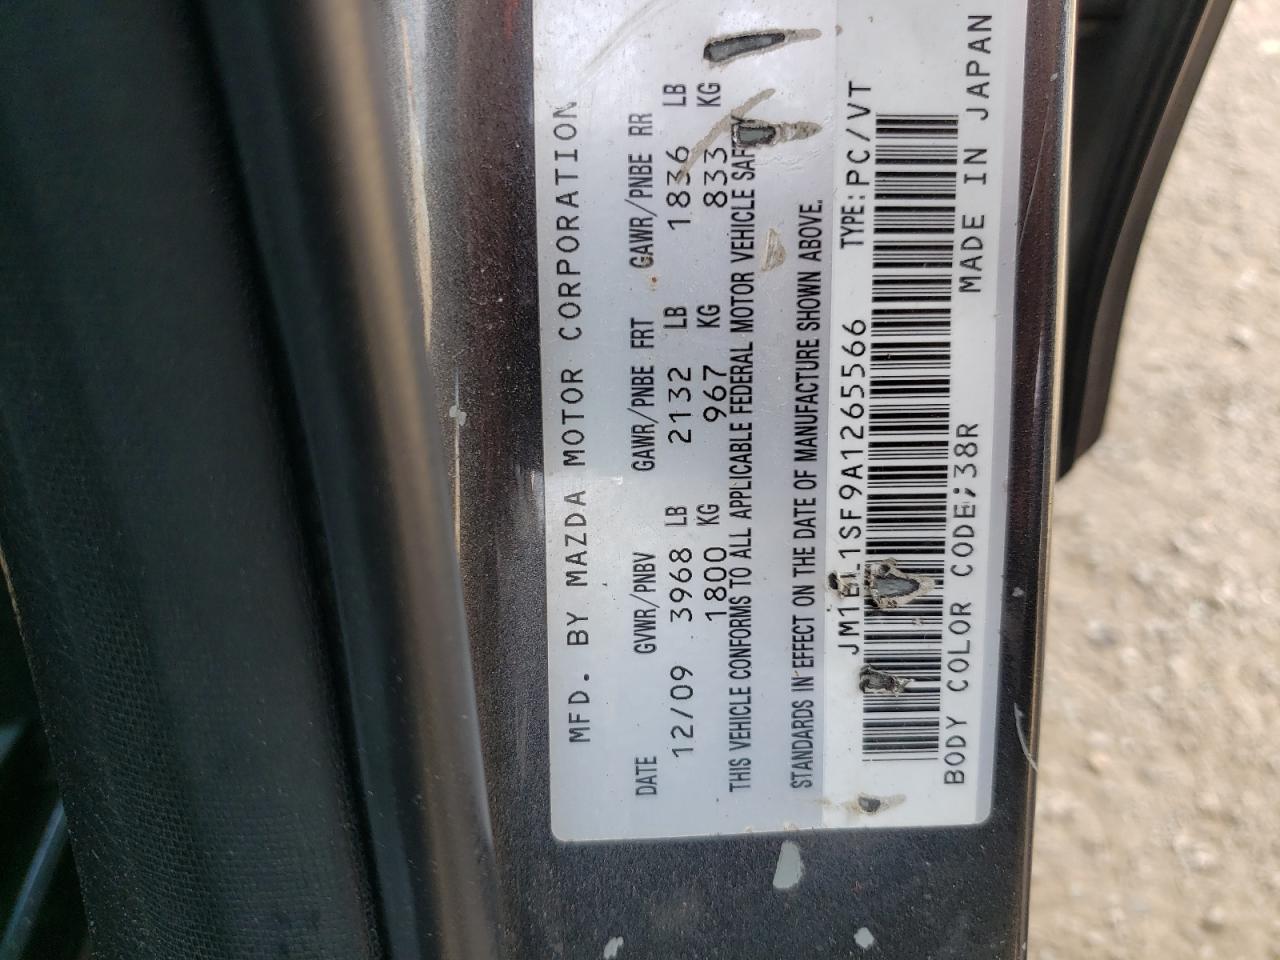 MFD. BY MAZDA MOTOR CORPORATION
DATE GVWR/PNBV GAWR/PNBE FRT GAWR/PNBE RR
12/09 3968 LB 2132 LB 1836 LB
1800 KG 967 KG 833 KG
THIS VEHICLE CONFORMS TO ALL APPLICABLE FEDERAL MOTOR VEHICLE SAFTY
STANDARDS IN EFFECT ON THE DATE OF MANUFACTURE SHOWN ABOVE.
TYPE:PC/VT
BODY COLOR CODE:38R MADE IN JAPAN